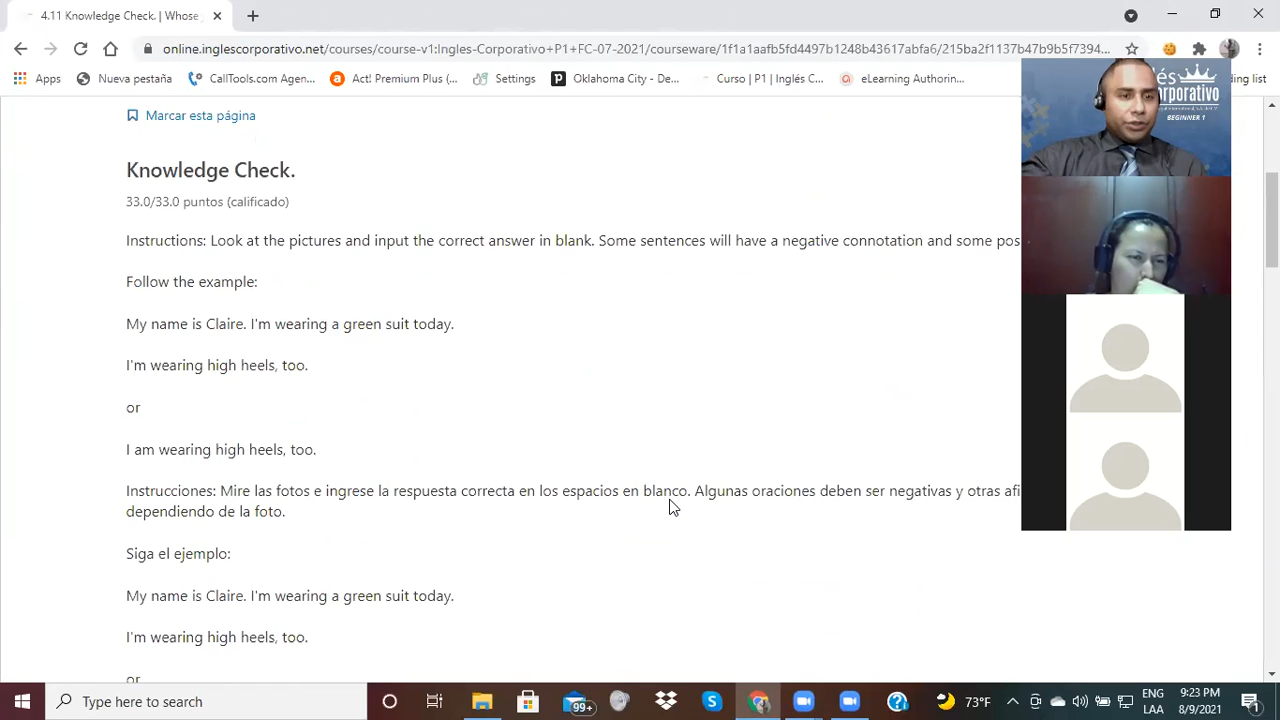 4.11 Knowledge Check. | Whose
online.inglescorporativo.net/courses/course-v1:Ingles-Corporativo+P1+FC-07-2021/courseware/1f1a1aafb5fd4497b1248b43617abfa6/215ba2f1137b47b9b5f7394...
Apps Nueva pestaña CallTools.com Agen... Act! Premium Plus (... Settings Oklahoma City - De... Curso | P1 | Inglés C... eLearning Authorin... ding list
Marcar esta página
és
orporativo
BEGINNER 1
Knowledge Check.
33.0/33.0 puntos (calificado)
Instructions: Look at the pictures and input the correct answer in blank. Some sentences will have a negative connotation and some pos
Follow the example:
My name is Claire. I'm wearing a green suit today.
I'm wearing high heels, too.
or
I am wearing high heels, too.
Instrucciones: Mire las fotos e ingrese la respuesta correcta en los espacios en blanco. Algunas oraciones deben ser negativas y otras afi
dependiendo de la foto.
Siga el ejemplo:
My name is Claire. I'm wearing a green suit today.
I'm wearing high heels, too.
or
Type here to search
99+
73°F
ENG
LAA
9:23 PM
8/9/2021
1